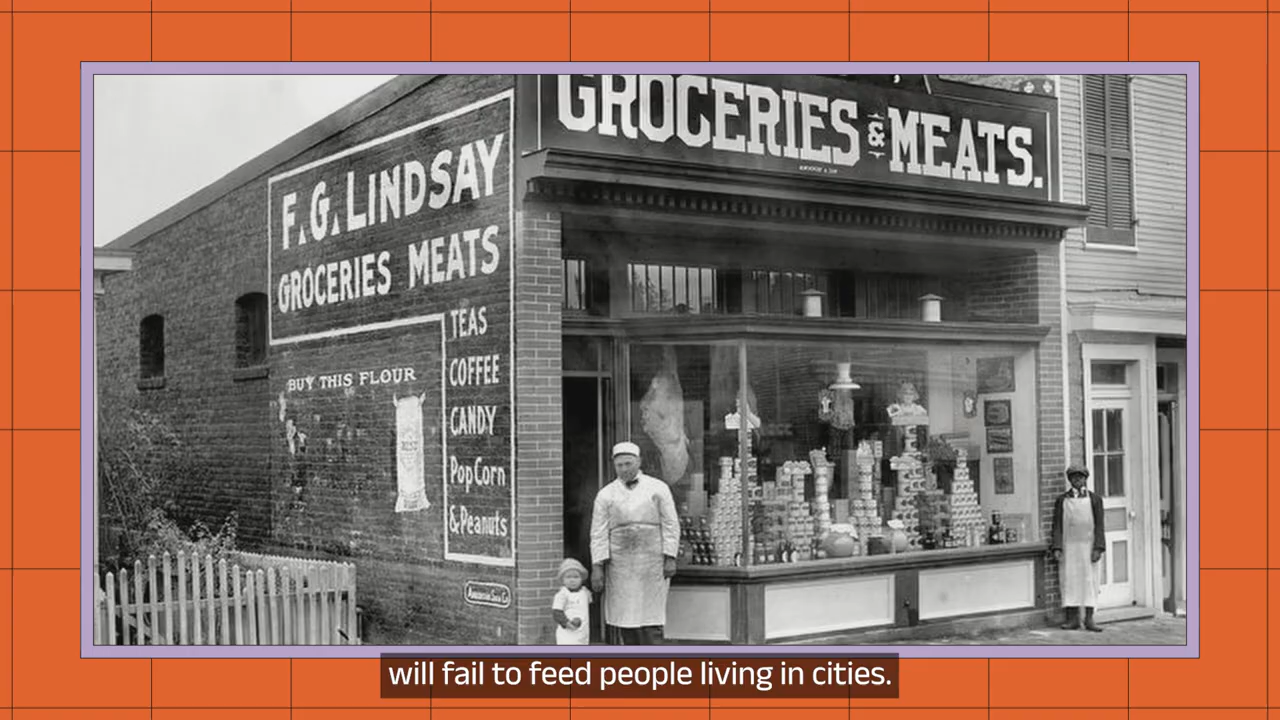 GROCERIES & MEATS.
F. G. LINDSAY
GROCERIES MEATS
TEAS
COFFEE
CANDY
Pop Corn
& Peanuts
BUY THIS FLOUR
will fail to feed people living in cities.